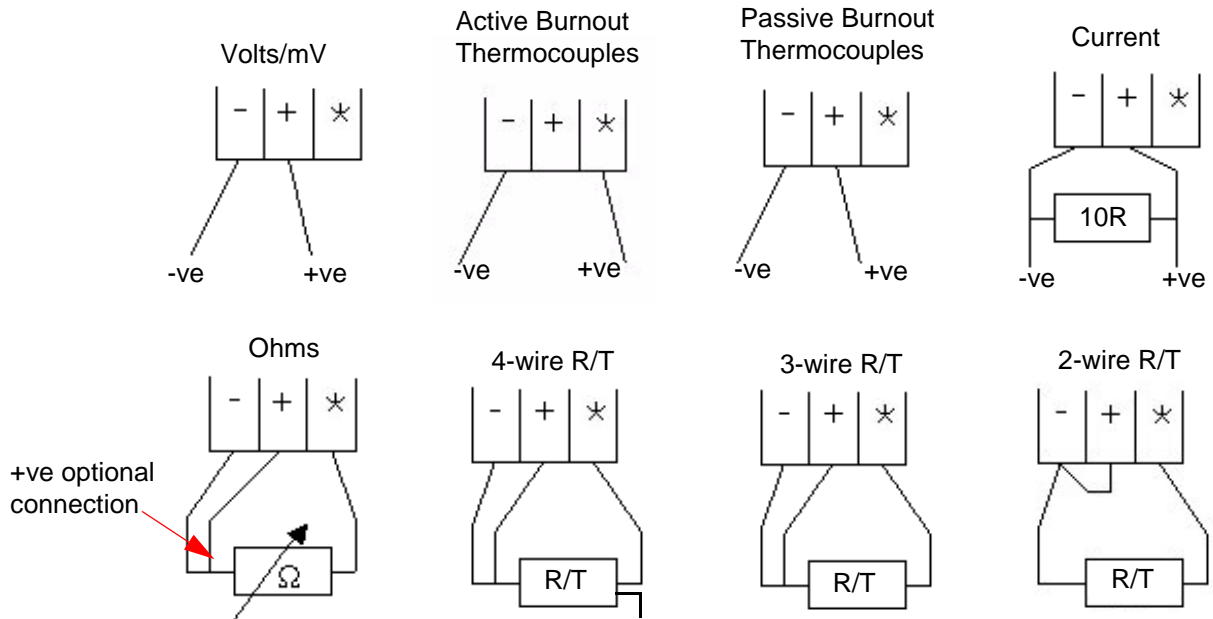 Volts/mV
Active Burnout
Thermocouples
Passive Burnout
Thermocouples
Current
- + *
- + *
- + *
- + *
10R
-ve +ve
-ve +ve
-ve +ve
-ve +ve
Ohms
4-wire R/T
3-wire R/T
2-wire R/T
- + *
- + *
- + *
- + *
+ve optional
connection
Ω
R/T
R/T
R/T